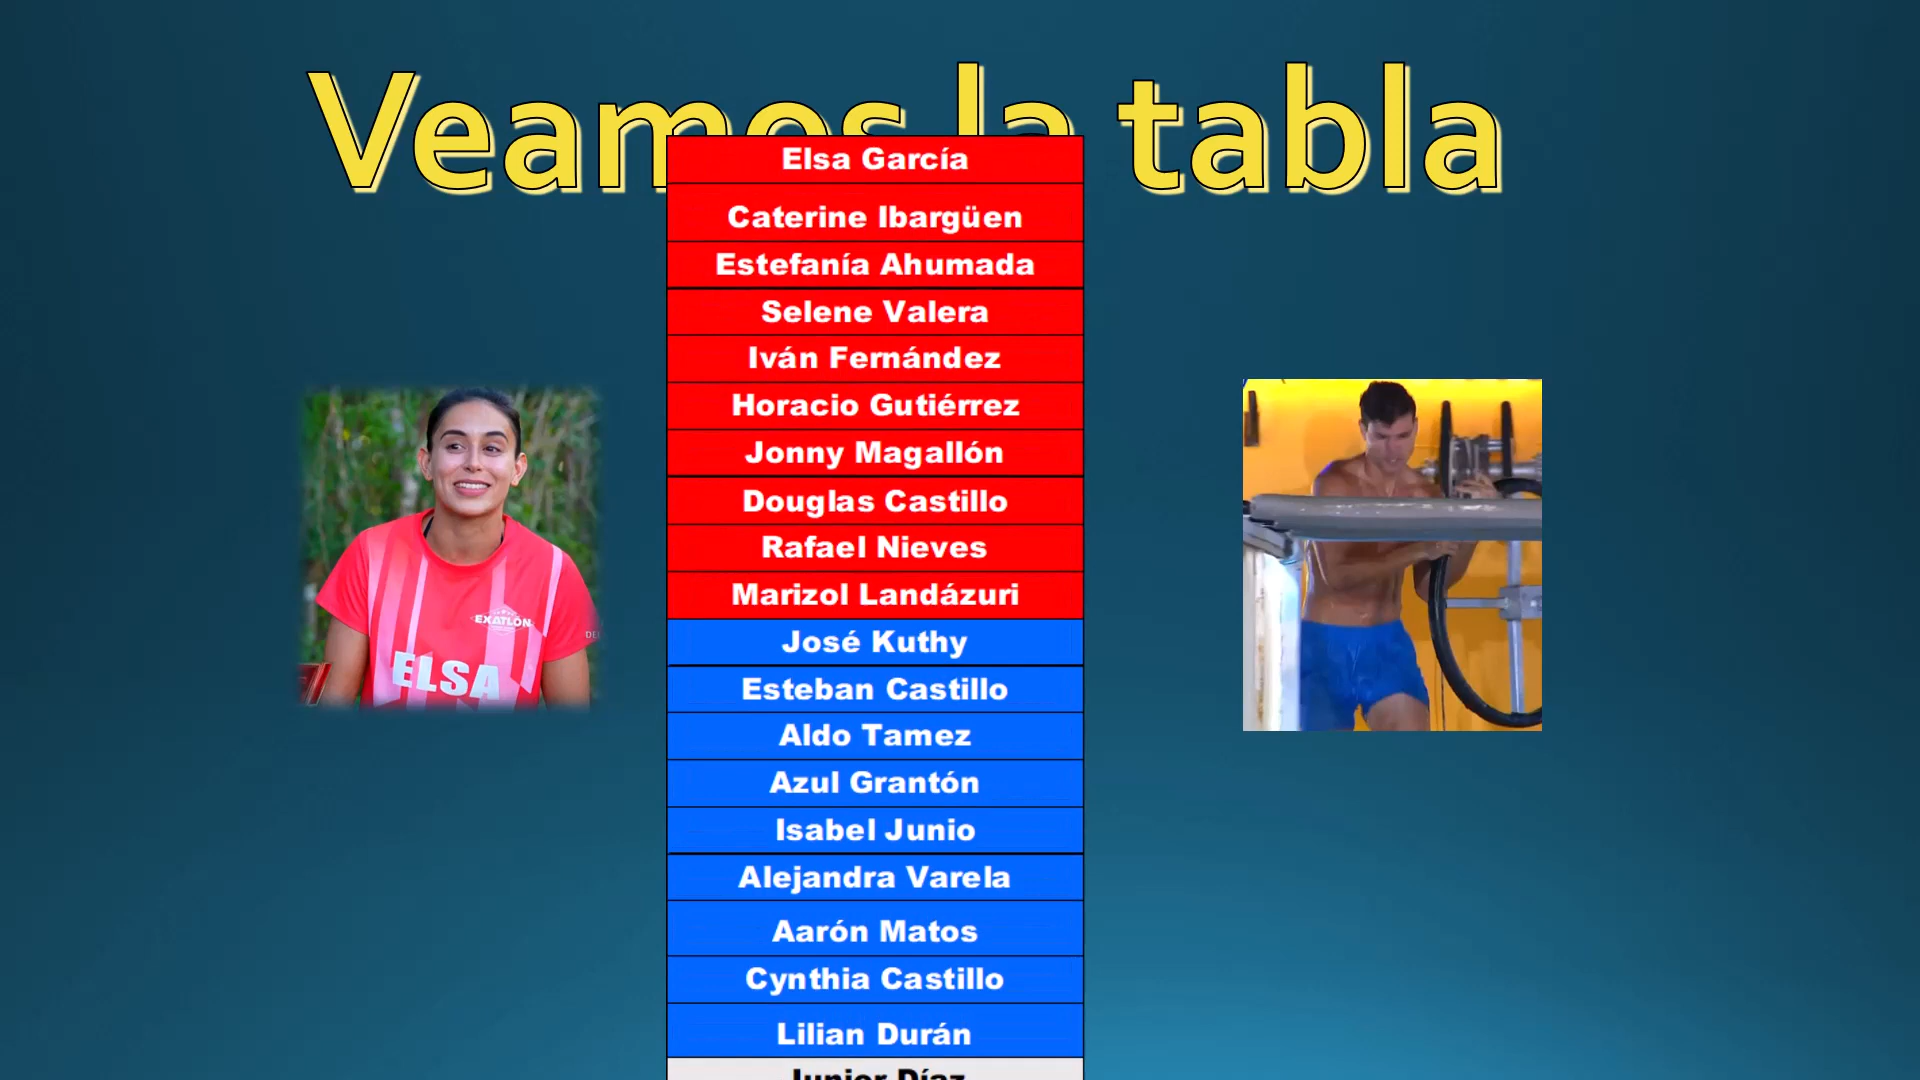 Veamos la tabla
Elsa García
Caterine Ibargüen
Estefanía Ahumada
Selene Valera
Iván Fernández
Horacio Gutiérrez
Jonny Magallón
Douglas Castillo
Rafael Nieves
Marizol Landázuri
José Kuthy
Esteban Castillo
Aldo Tamez
Azul Grantón
Isabel Junio
Alejandra Varela
Aarón Matos
Cynthia Castillo
Lilian Durán
Junior Díaz
EXATLÓN
ELSA